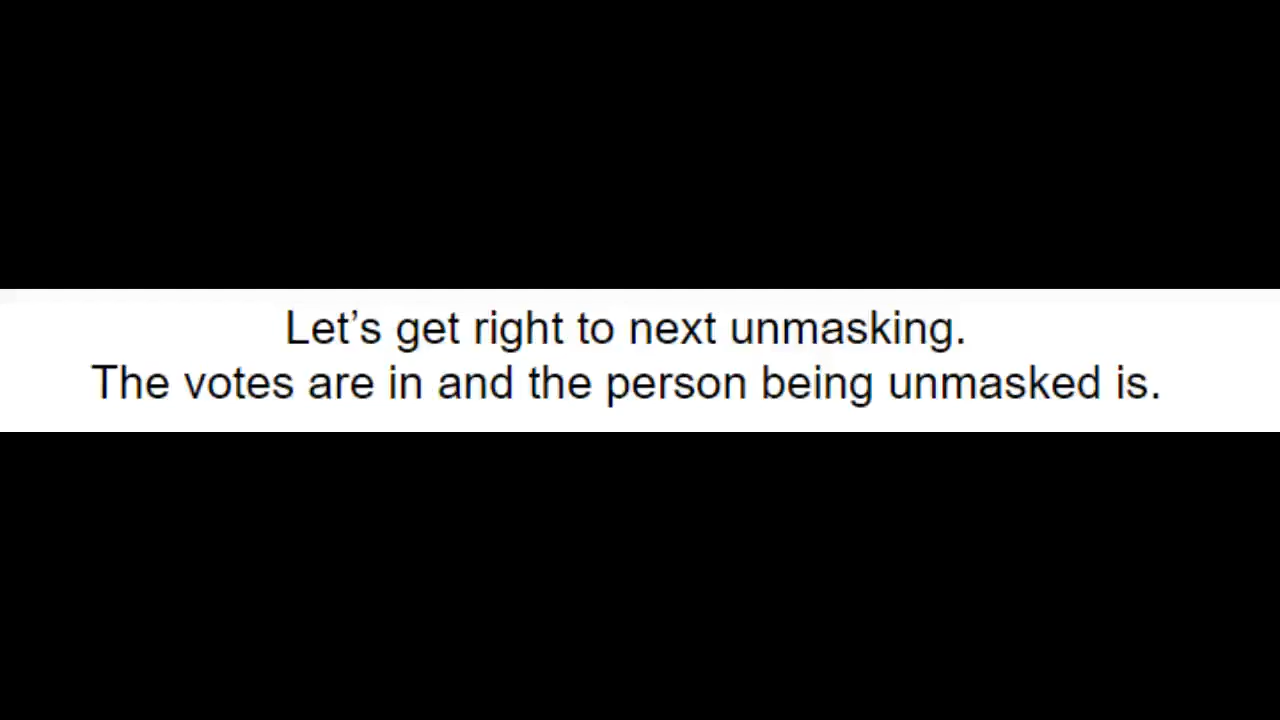 Let’s get right to next unmasking.
The votes are in and the person being unmasked is.